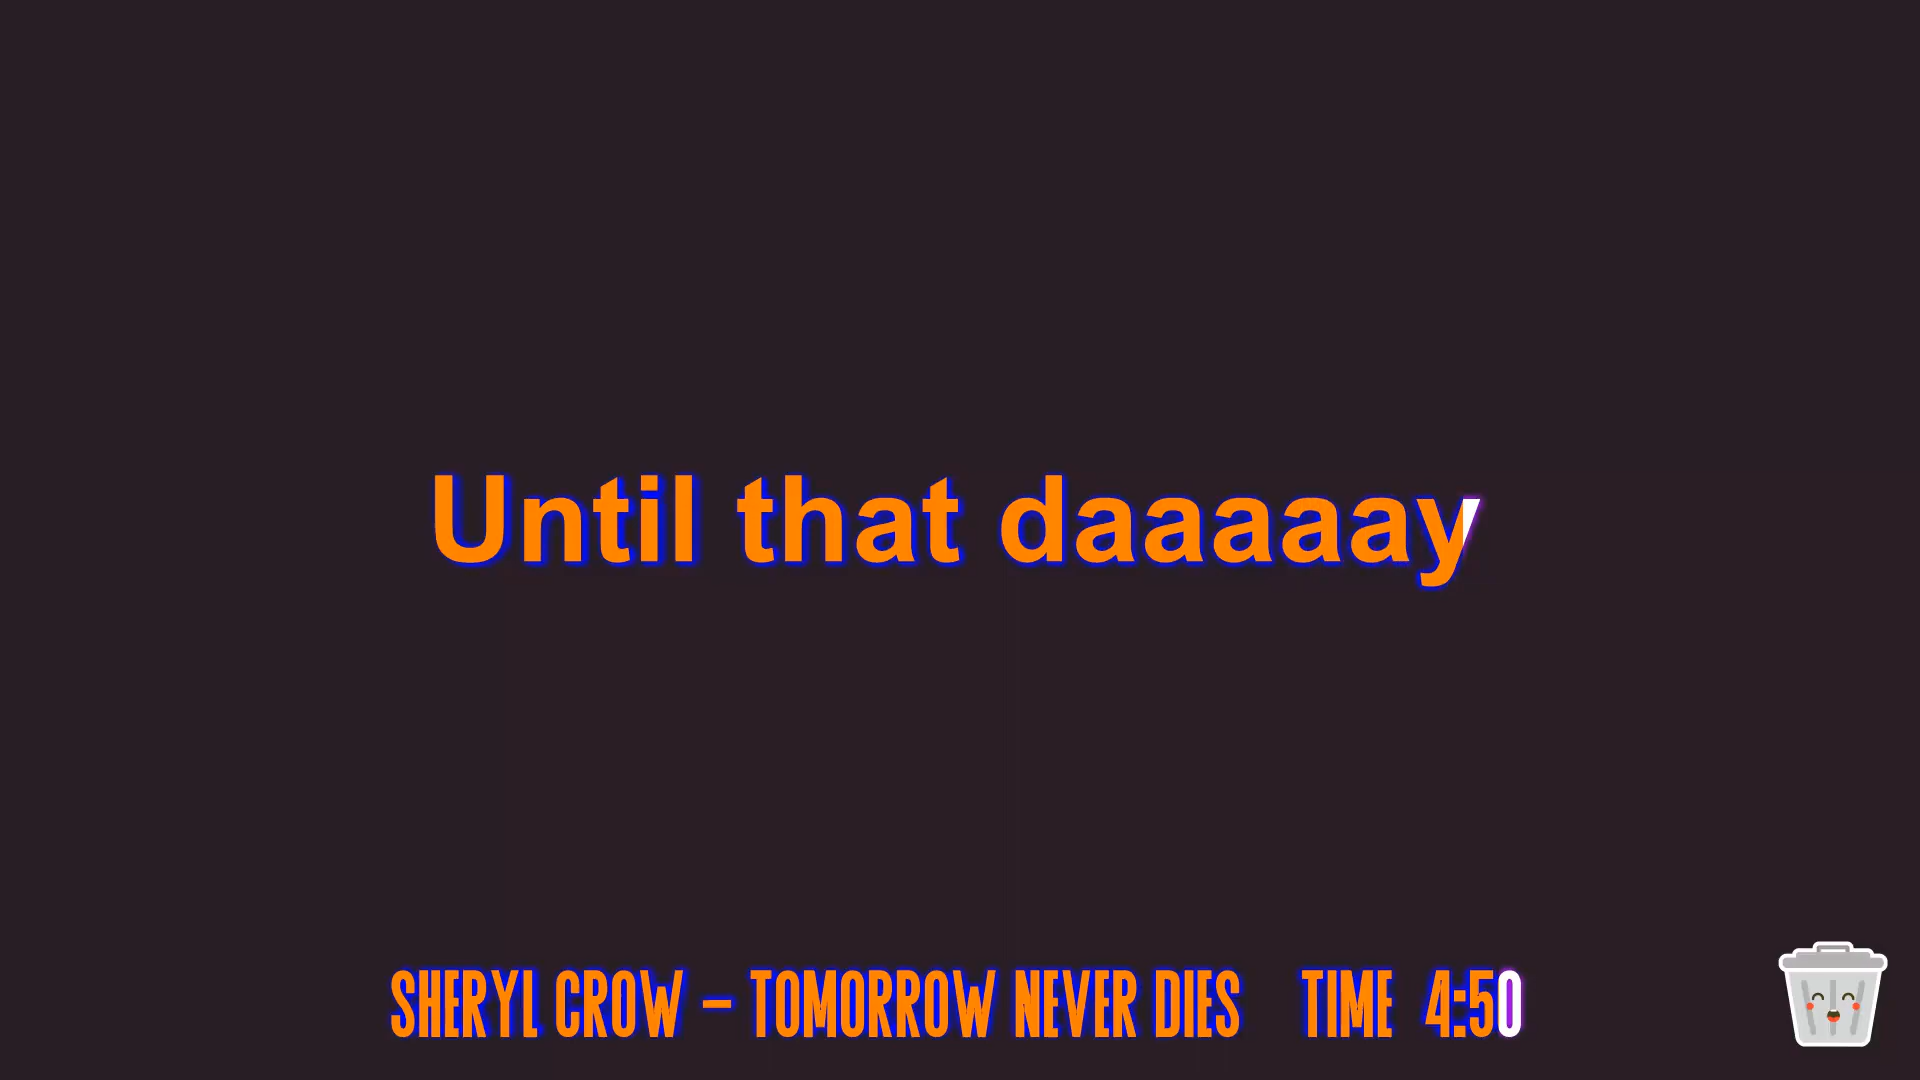 Until that daaaaay
SHERYL CROW – TOMORROW NEVER DIES TIME 4:50